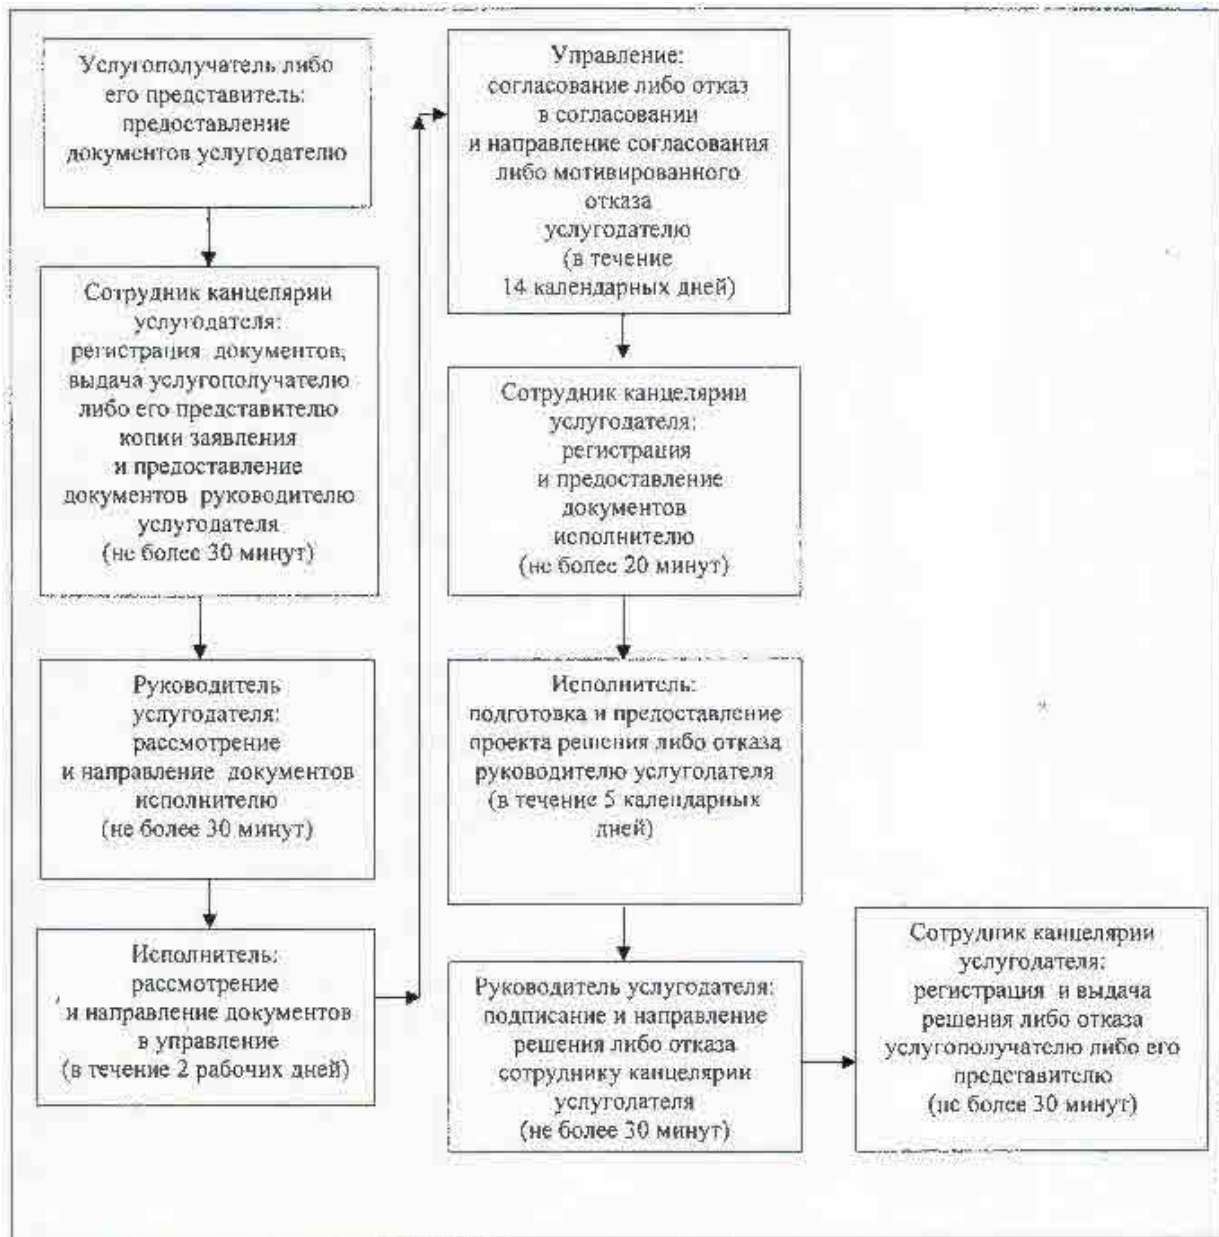 Услугополучатель либо
его представитель:
предоставление
документов услугодателю
Сотрудник канцелярии
услугодателя:
регистрация документов,
выдача услугополучателю
либо его представителю
копии заявления
и предоставление
документов руководителю
услугодателя
(не более 30 минут)
Руководитель
услугодателя:
рассмотрение
и направление документов
исполнителю
(не более 30 минут)
Исполнитель:
рассмотрение
и направление документов
в управление
(в течение 2 рабочих дней)
Управление:
согласование либо отказ
в согласовании
и направление согласования
либо мотивированного
отказа
услугодателю
(в течение
14 календарных дней)
Сотрудник канцелярии
услугодателя:
регистрация
и предоставление
документов
исполнителю
(не более 20 минут)
Исполнитель:
подготовка и предоставление
проекта решения либо отказа
руководителю услугодателя
(в течение 5 календарных
дней)
Руководитель услугодателя:
подписание и направление
решения либо отказа
сотруднику канцелярии
услугодателя
(не более 30 минут)
Сотрудник канцелярии
услугодателя:
регистрация и выдача
решения либо отказа
услугополучателю либо его
представителю
(не более 30 минут)